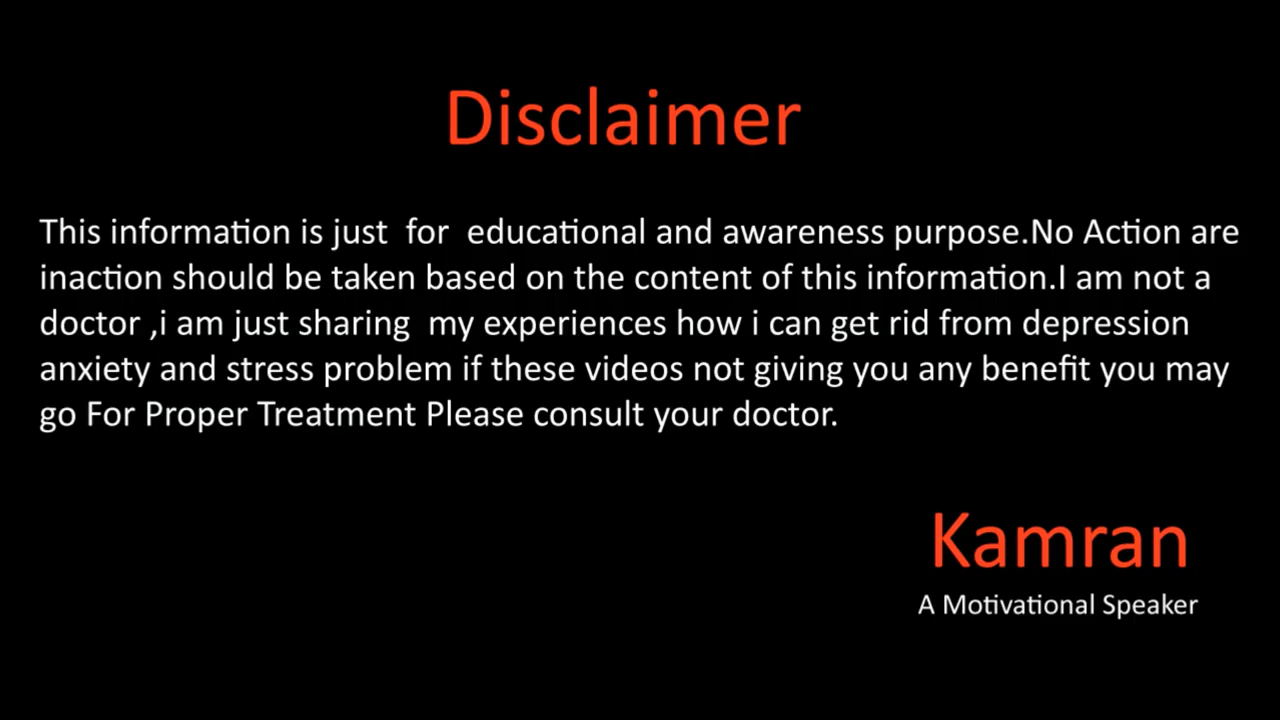 Disclaimer
This information is just for educational and awareness purpose.No Action are
inaction should be taken based on the content of this information.I am not a
doctor ,i am just sharing my experiences how i can get rid from depression
anxiety and stress problem if these videos not giving you any benefit you may
go For Proper Treatment Please consult your doctor.
Kamran
A Motivational Speaker